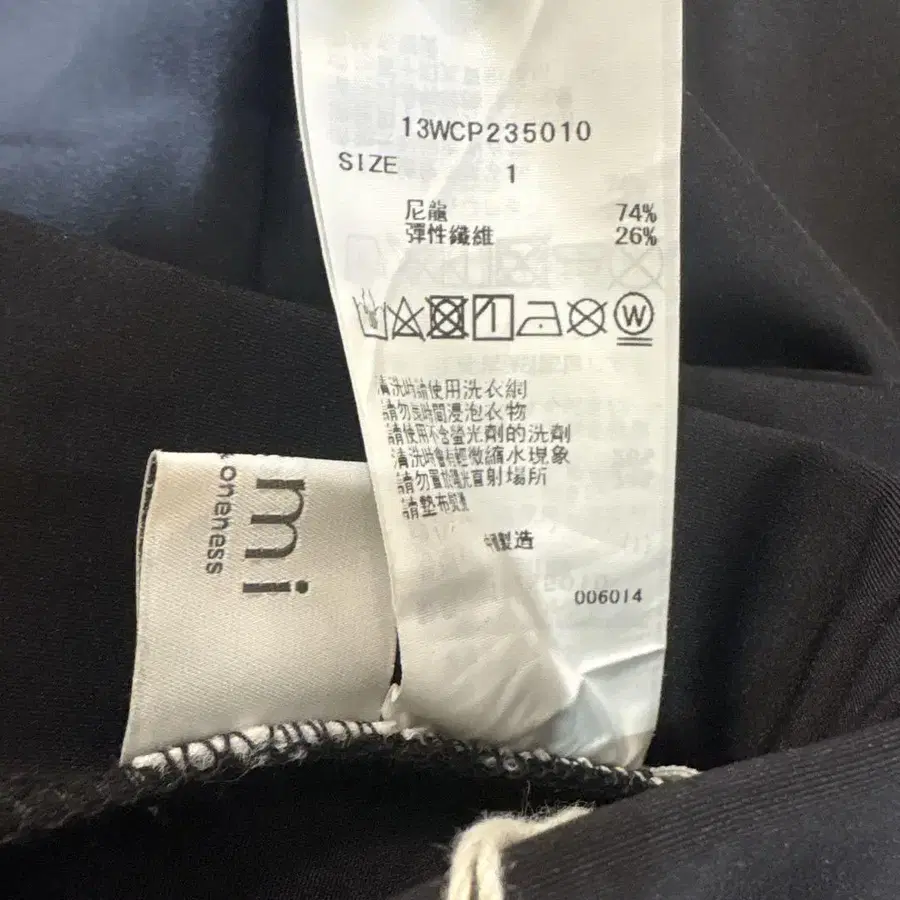 13WCP235010
SIZE 1
尼龍 74%
彈性纖維 26%
W
清洗時請使用洗衣網
請勿長時間浸泡衣物
請使用不含螢光劑的洗劑
清洗時會有輕微縮水現象
請勿置於陽光直射場所
請墊布熨燙
製造
006014
mi
oneness